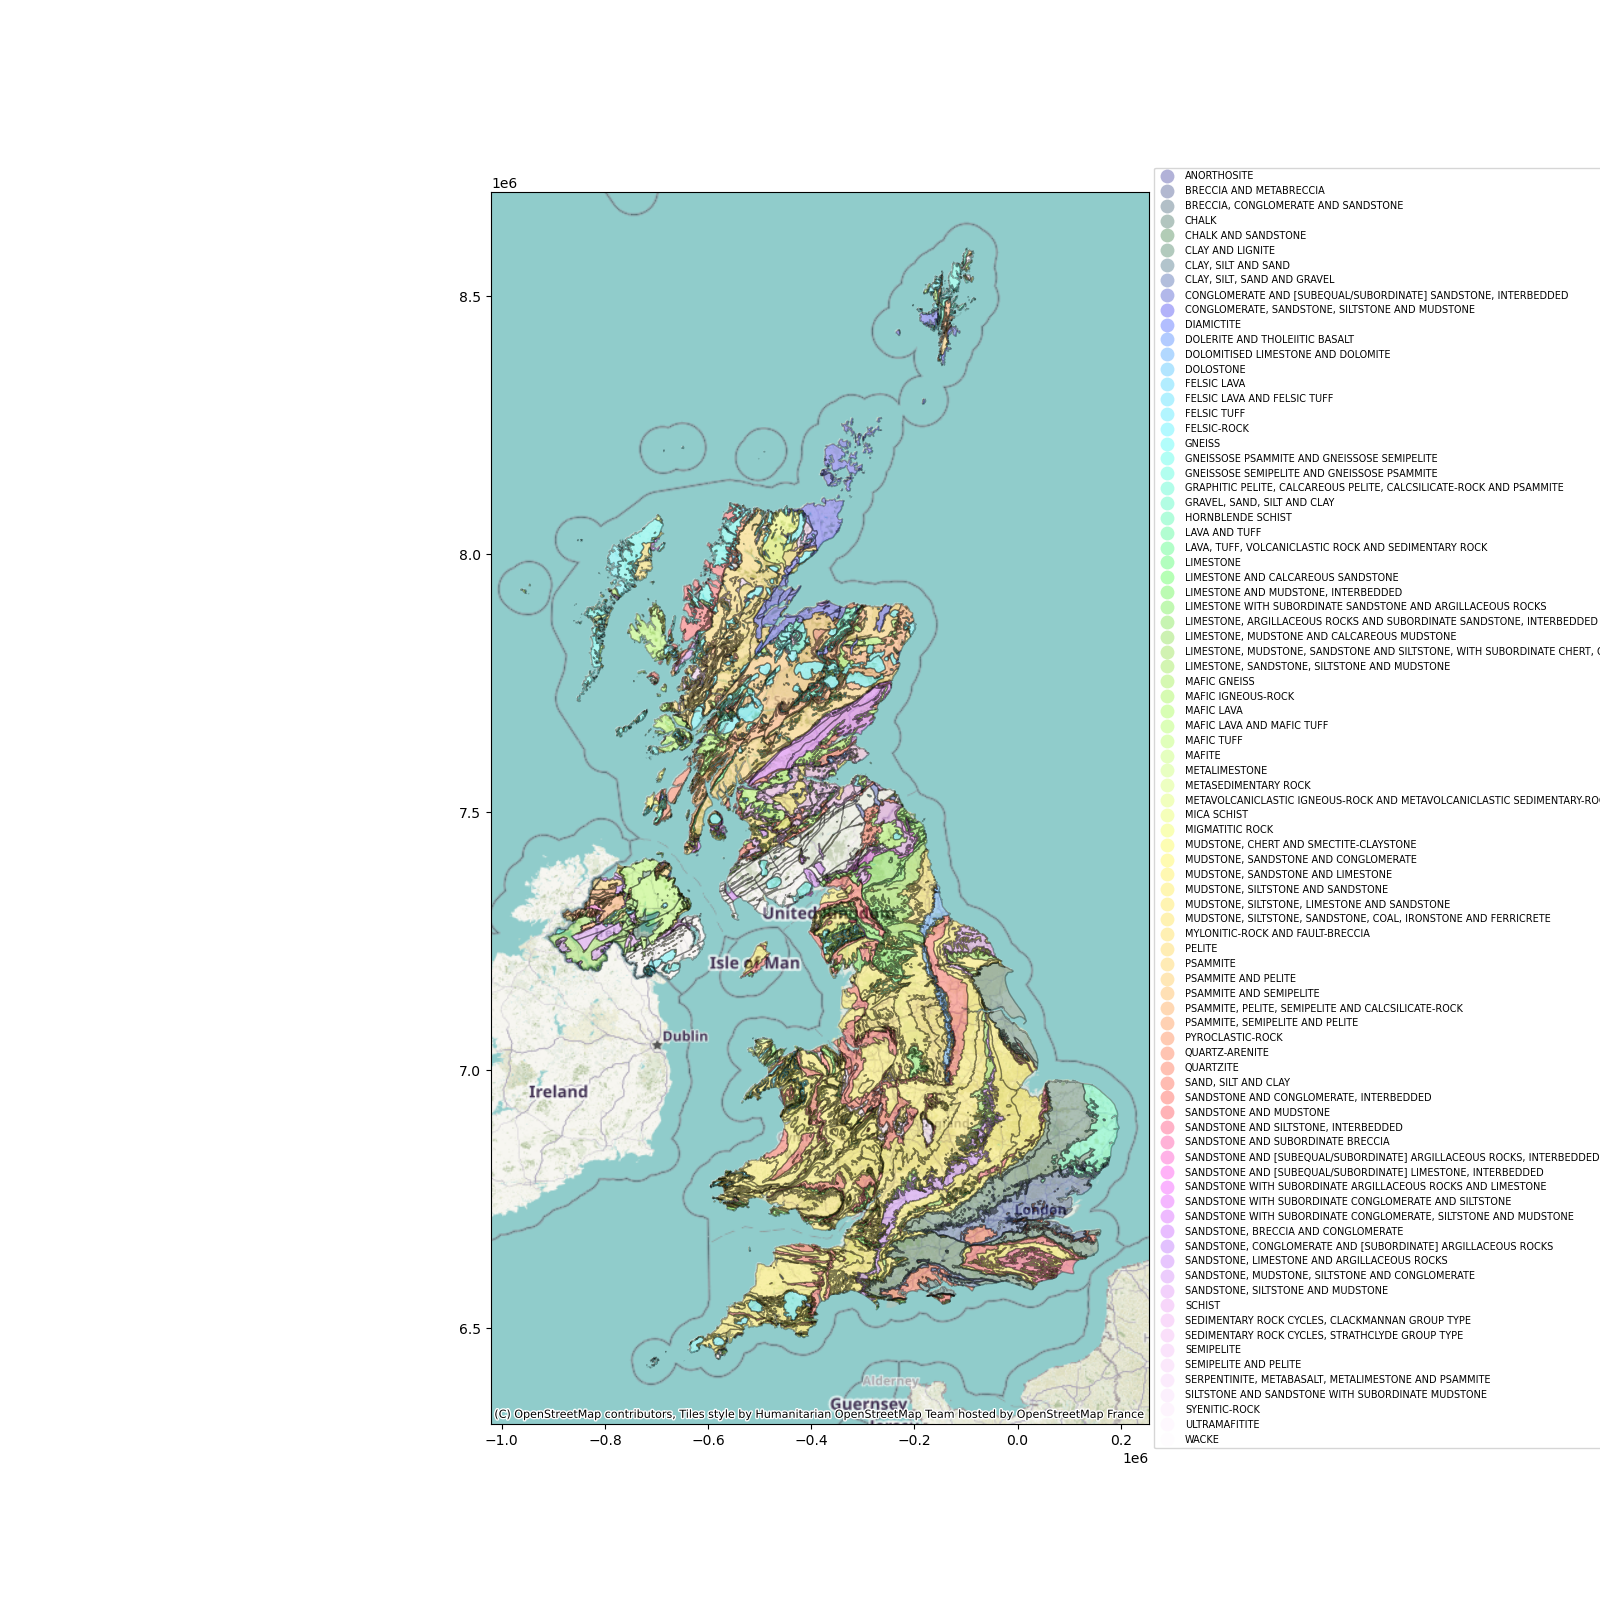 1e6
8.5
8.0
7.5
7.0
6.5
−1.0 −0.8 −0.6 −0.4 −0.2 0.0 0.2
1e6
United Kingdom
Isle of Man
Dublin
Ireland
London
Alderney
Guernsey
(C) OpenStreetMap contributors, Tiles style by Humanitarian OpenStreetMap Team hosted by OpenStreetMap France
ANORTHOSITE
BRECCIA AND METABRECCIA
BRECCIA, CONGLOMERATE AND SANDSTONE
CHALK
CHALK AND SANDSTONE
CLAY AND LIGNITE
CLAY, SILT AND SAND
CLAY, SILT, SAND AND GRAVEL
CONGLOMERATE AND [SUBEQUAL/SUBORDINATE] SANDSTONE, INTERBEDDED
CONGLOMERATE, SANDSTONE, SILTSTONE AND MUDSTONE
DIAMICTITE
DOLERITE AND THOLEIITIC BASALT
DOLOMITISED LIMESTONE AND DOLOMITE
DOLOSTONE
FELSIC LAVA
FELSIC LAVA AND FELSIC TUFF
FELSIC TUFF
FELSIC-ROCK
GNEISS
GNEISSOSE PSAMMITE AND GNEISSOSE SEMIPELITE
GNEISSOSE SEMIPELITE AND GNEISSOSE PSAMMITE
GRAPHITIC PELITE, CALCAREOUS PELITE, CALCSILICATE-ROCK AND PSAMMITE
GRAVEL, SAND, SILT AND CLAY
HORNBLENDE SCHIST
LAVA AND TUFF
LAVA, TUFF, VOLCANICLASTIC ROCK AND SEDIMENTARY ROCK
LIMESTONE
LIMESTONE AND CALCAREOUS SANDSTONE
LIMESTONE AND MUDSTONE, INTERBEDDED
LIMESTONE WITH SUBORDINATE SANDSTONE AND ARGILLACEOUS ROCKS
LIMESTONE, ARGILLACEOUS ROCKS AND SUBORDINATE SANDSTONE, INTERBEDDED
LIMESTONE, MUDSTONE AND CALCAREOUS MUDSTONE
LIMESTONE, MUDSTONE, SANDSTONE AND SILTSTONE, WITH SUBORDINATE CHERT,
LIMESTONE, SANDSTONE, SILTSTONE AND MUDSTONE
MAFIC GNEISS
MAFIC IGNEOUS-ROCK
MAFIC LAVA
MAFIC LAVA AND MAFIC TUFF
MAFIC TUFF
MAFITE
METALIMESTONE
METASEDIMENTARY ROCK
METAVOLCANICLASTIC IGNEOUS-ROCK AND METAVOLCANICLASTIC SEDIMENTARY-RO
MICA SCHIST
MIGMATITIC ROCK
MUDSTONE, CHERT AND SMECTITE-CLAYSTONE
MUDSTONE, SANDSTONE AND CONGLOMERATE
MUDSTONE, SANDSTONE AND LIMESTONE
MUDSTONE, SILTSTONE AND SANDSTONE
MUDSTONE, SILTSTONE, LIMESTONE AND SANDSTONE
MUDSTONE, SILTSTONE, SANDSTONE, COAL, IRONSTONE AND FERRICRETE
MYLONITIC-ROCK AND FAULT-BRECCIA
PELITE
PSAMMITE
PSAMMITE AND PELITE
PSAMMITE AND SEMIPELITE
PSAMMITE, PELITE, SEMIPELITE AND CALCSILICATE-ROCK
PSAMMITE, SEMIPELITE AND PELITE
PYROCLASTIC-ROCK
QUARTZ-ARENITE
QUARTZITE
SAND, SILT AND CLAY
SANDSTONE AND CONGLOMERATE, INTERBEDDED
SANDSTONE AND MUDSTONE
SANDSTONE AND SILTSTONE, INTERBEDDED
SANDSTONE AND SUBORDINATE BRECCIA
SANDSTONE AND [SUBEQUAL/SUBORDINATE] ARGILLACEOUS ROCKS, INTERBEDDED
SANDSTONE AND [SUBEQUAL/SUBORDINATE] LIMESTONE, INTERBEDDED
SANDSTONE WITH SUBORDINATE ARGILLACEOUS ROCKS AND LIMESTONE
SANDSTONE WITH SUBORDINATE CONGLOMERATE AND SILTSTONE
SANDSTONE WITH SUBORDINATE CONGLOMERATE, SILTSTONE AND MUDSTONE
SANDSTONE, BRECCIA AND CONGLOMERATE
SANDSTONE, CONGLOMERATE AND [SUBORDINATE] ARGILLACEOUS ROCKS
SANDSTONE, LIMESTONE AND ARGILLACEOUS ROCKS
SANDSTONE, MUDSTONE, SILTSTONE AND CONGLOMERATE
SANDSTONE, SILTSTONE AND MUDSTONE
SCHIST
SEDIMENTARY ROCK CYCLES, CLACKMANNAN GROUP TYPE
SEDIMENTARY ROCK CYCLES, STRATHCLYDE GROUP TYPE
SEMIPELITE
SEMIPELITE AND PELITE
SERPENTINITE, METABASALT, METALIMESTONE AND PSAMMITE
SILTSTONE AND SANDSTONE WITH SUBORDINATE MUDSTONE
SYENITIC-ROCK
ULTRAMAFITITE
WACKE